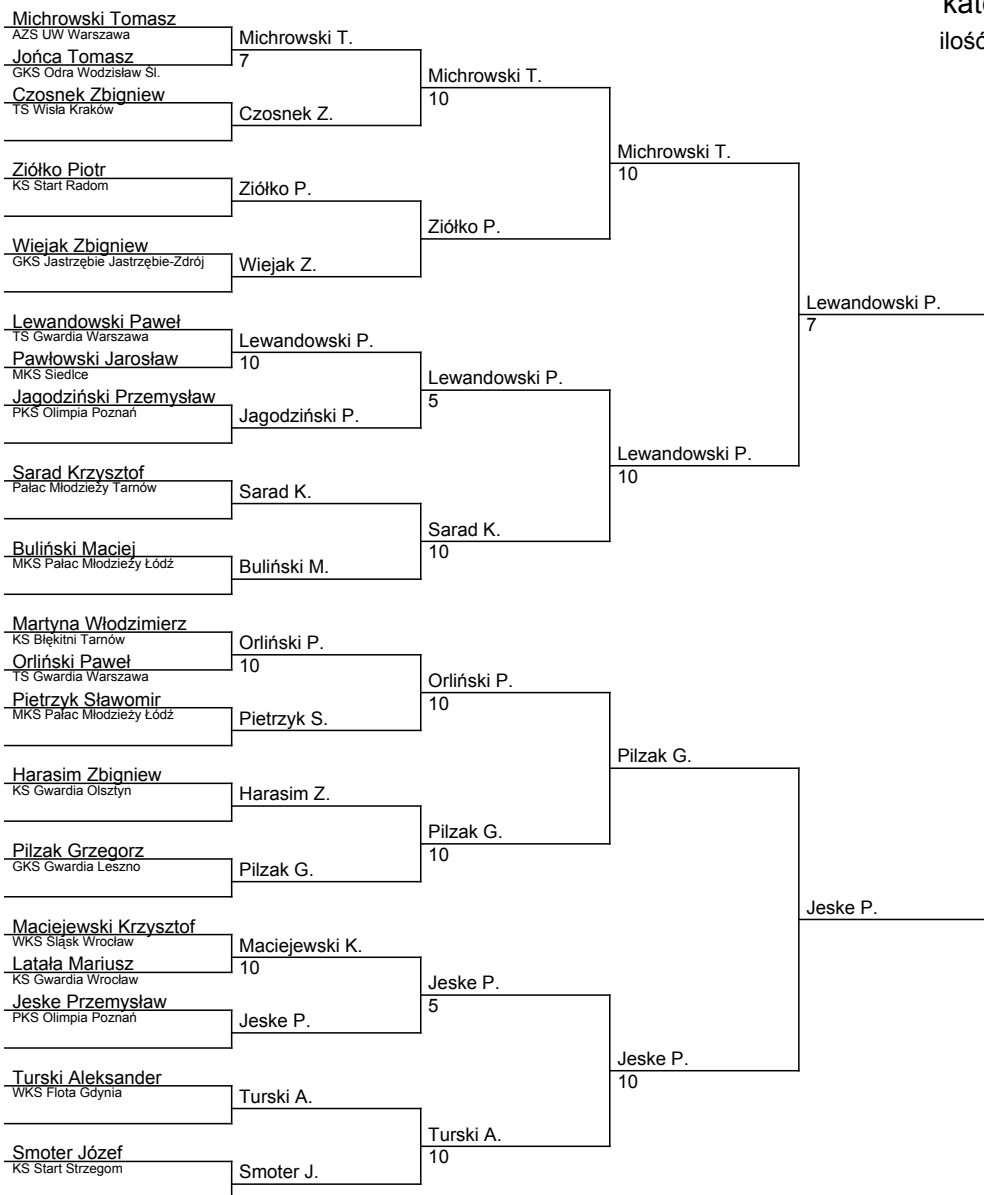 kate
ilość
Michrowski Tomasz
AZS UW Warszawa
Jońca Tomasz
GKS Odra Wodzisław Śl.
Czosnek Zbigniew
TS Wisła Kraków
Ziółko Piotr
KS Start Radom
Wiejak Zbigniew
GKS Jastrzębie Jastrzębie-Zdrój
Lewandowski Paweł
TS Gwardia Warszawa
Pawłowski Jarosław
MKS Siedlce
Jagodziński Przemysław
PKS Olimpia Poznań
Sarad Krzysztof
Pałac Młodzieży Tarnów
Buliński Maciej
MKS Pałac Młodzieży Łódź
Martyna Włodzimierz
KS Błękitni Tarnów
Orliński Paweł
TS Gwardia Warszawa
Pietrzyk Sławomir
MKS Pałac Młodzieży Łódź
Harasim Zbigniew
KS Gwardia Olsztyn
Pilzak Grzegorz
GKS Gwardia Leszno
Maciejewski Krzysztof
WKS Śląsk Wrocław
Latała Mariusz
KS Gwardia Wrocław
Jeske Przemysław
PKS Olimpia Poznań
Turski Aleksander
WKS Flota Gdynia
Smoter Józef
KS Start Strzegom
Michrowski T.
7
Czosnek Z.
Ziółko P.
Wiejak Z.
Lewandowski P.
10
Jagodziński P.
Sarad K.
Buliński M.
Orliński P.
10
Pietrzyk S.
Harasim Z.
Pilzak G.
Maciejewski K.
10
Jeske P.
Turski A.
Smoter J.
Michrowski T.
10
Ziółko P.
Lewandowski P.
5
Sarad K.
10
Orliński P.
10
Pilzak G.
10
Jeske P.
5
Turski A.
10
Michrowski T.
10
Lewandowski P.
10
Pilzak G.
Jeske P.
10
Lewandowski P.
7
Jeske P.